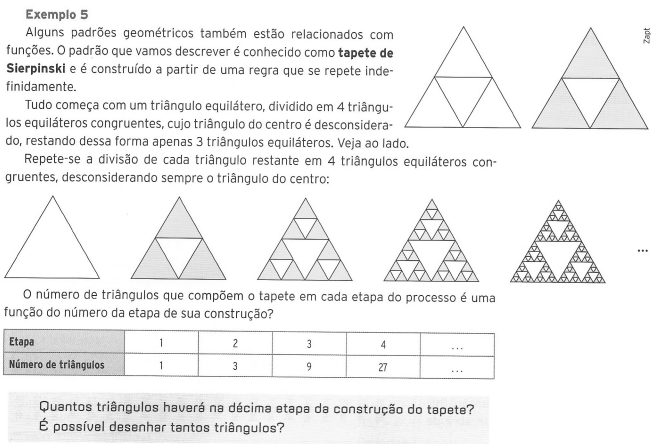 Exemplo 5
Alguns padrões geométricos também estão relacionados com
funções. O padrão que vamos descrever é conhecido como tapete de
Sierpinski e é construído a partir de uma regra que se repete inde-
finidamente.
Tudo começa com um triângulo equilátero, dividido em 4 triângu-
los equiláteros congruentes, cujo triângulo do centro é desconsidera-
do, restando dessa forma apenas 3 triângulos equiláteros. Veja ao lado.
Zapt
Repete-se a divisão de cada triângulo restante em 4 triângulos equiláteros con-
gruentes, desconsiderando sempre o triângulo do centro:
...
O número de triângulos que compõem o tapete em cada etapa do processo é uma
função do número da etapa de sua construção?
Etapa 1 2 3 4 ...
Número de triângulos 1 3 9 27 ...
Quantos triângulos haverá na décima etapa da construção do tapete?
É possível desenhar tantos triângulos?